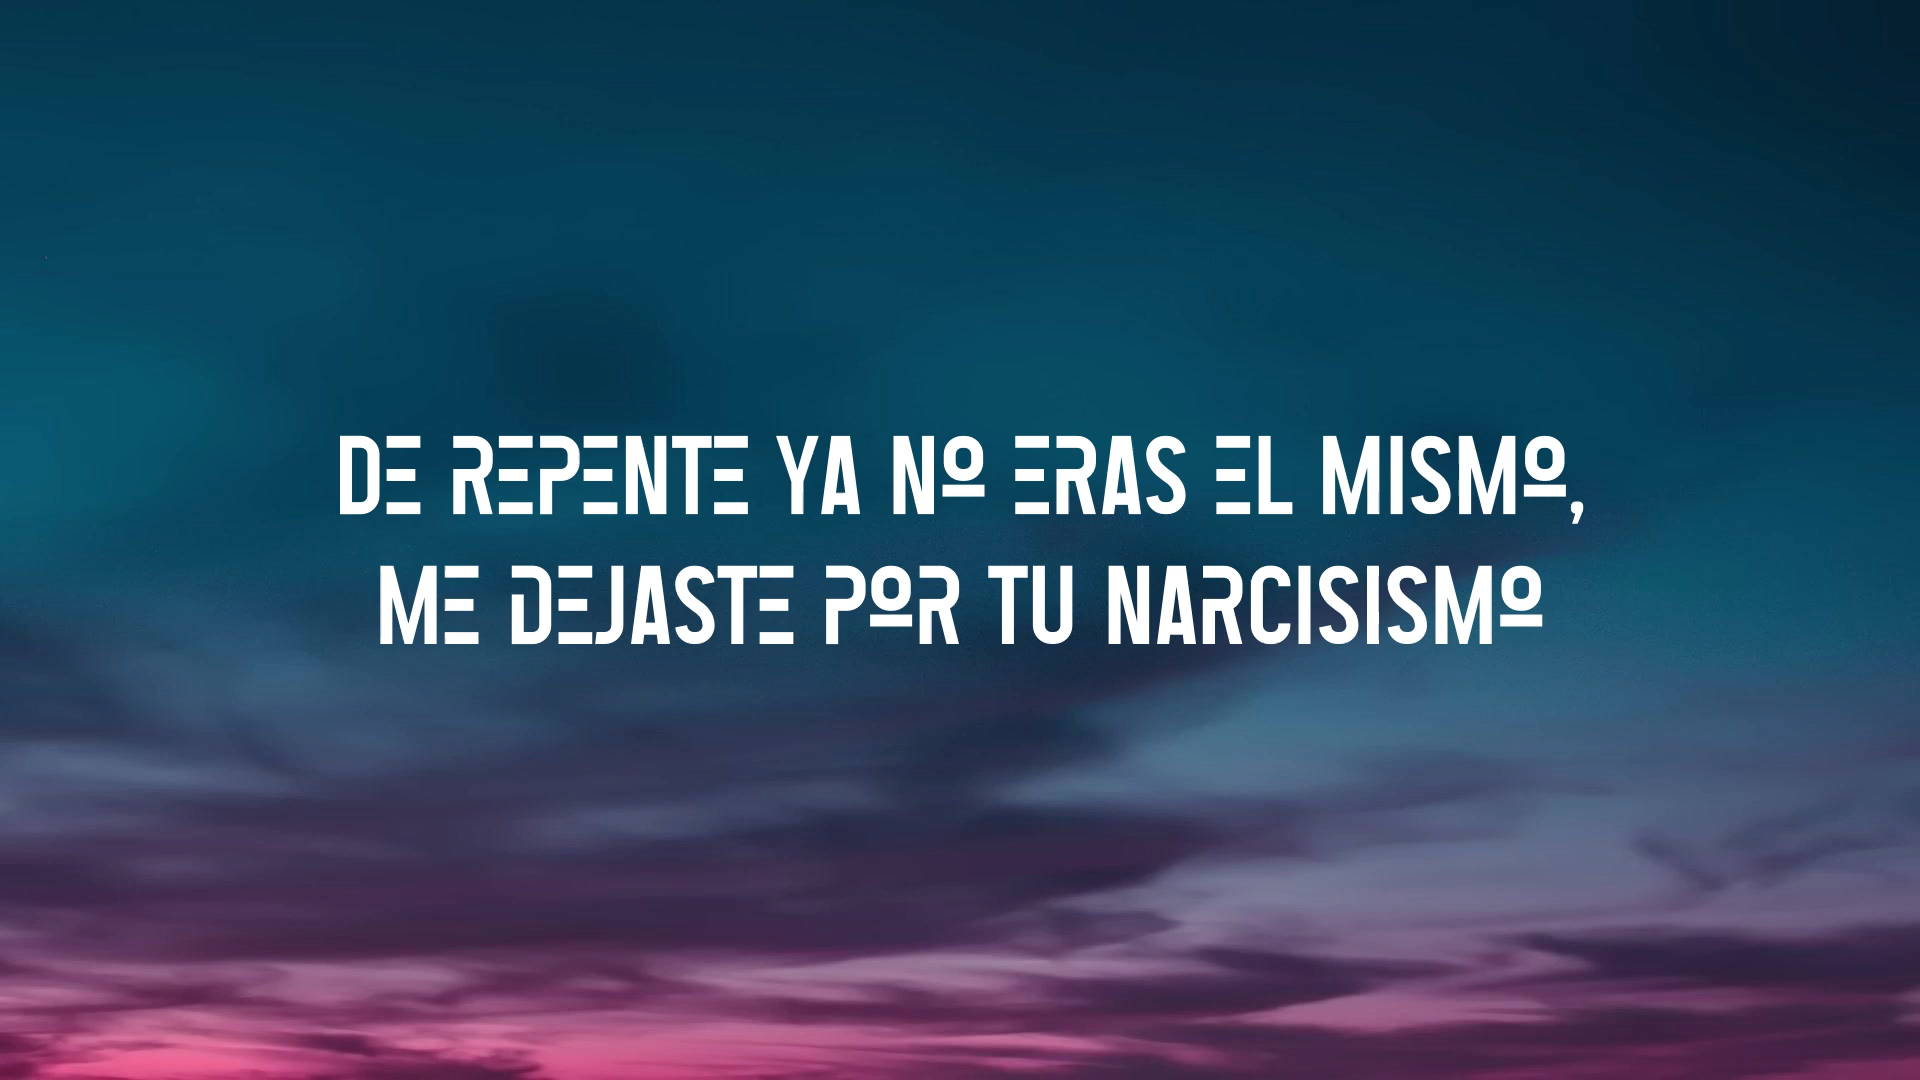 DE REPENTE YA NO ERAS EL MISMO,
ME DEJASTE POR TU NARCISISMO